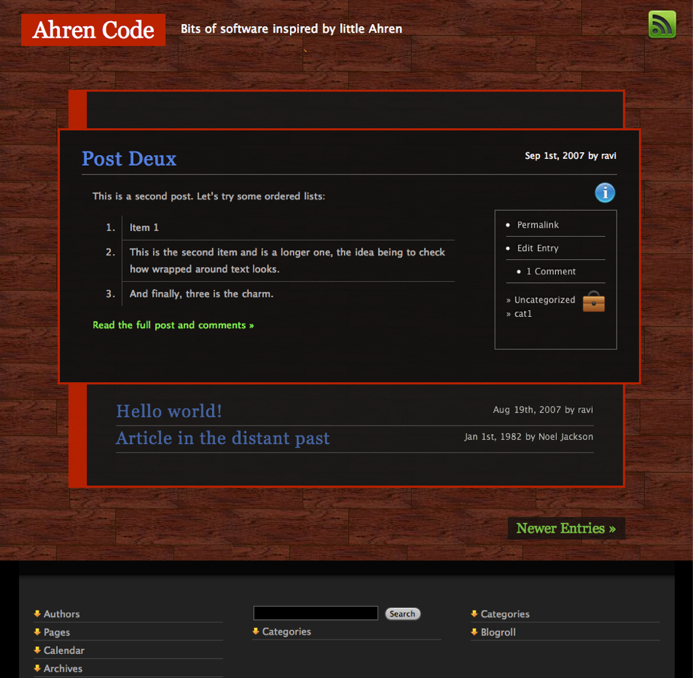 Ahren Code
Bits of software inspired by little Ahren
Post Deux
Sep 1st, 2007 by ravi
This is a second post. Let's try some ordered lists:
1. Item 1
2. This is the second item and is a longer one, the idea being to check
how wrapped around text looks.
3. And finally, three is the charm.
Read the full post and comments »
• Permalink
• Edit Entry
• 1 Comment
» Uncategorized
» cat1
Hello world!
Aug 19th, 2007 by ravi
Article in the distant past
Jan 1st, 1982 by Noel Jackson
Newer Entries »
Authors
Pages
Calendar
Archives
Search
Categories
Categories
Blogroll